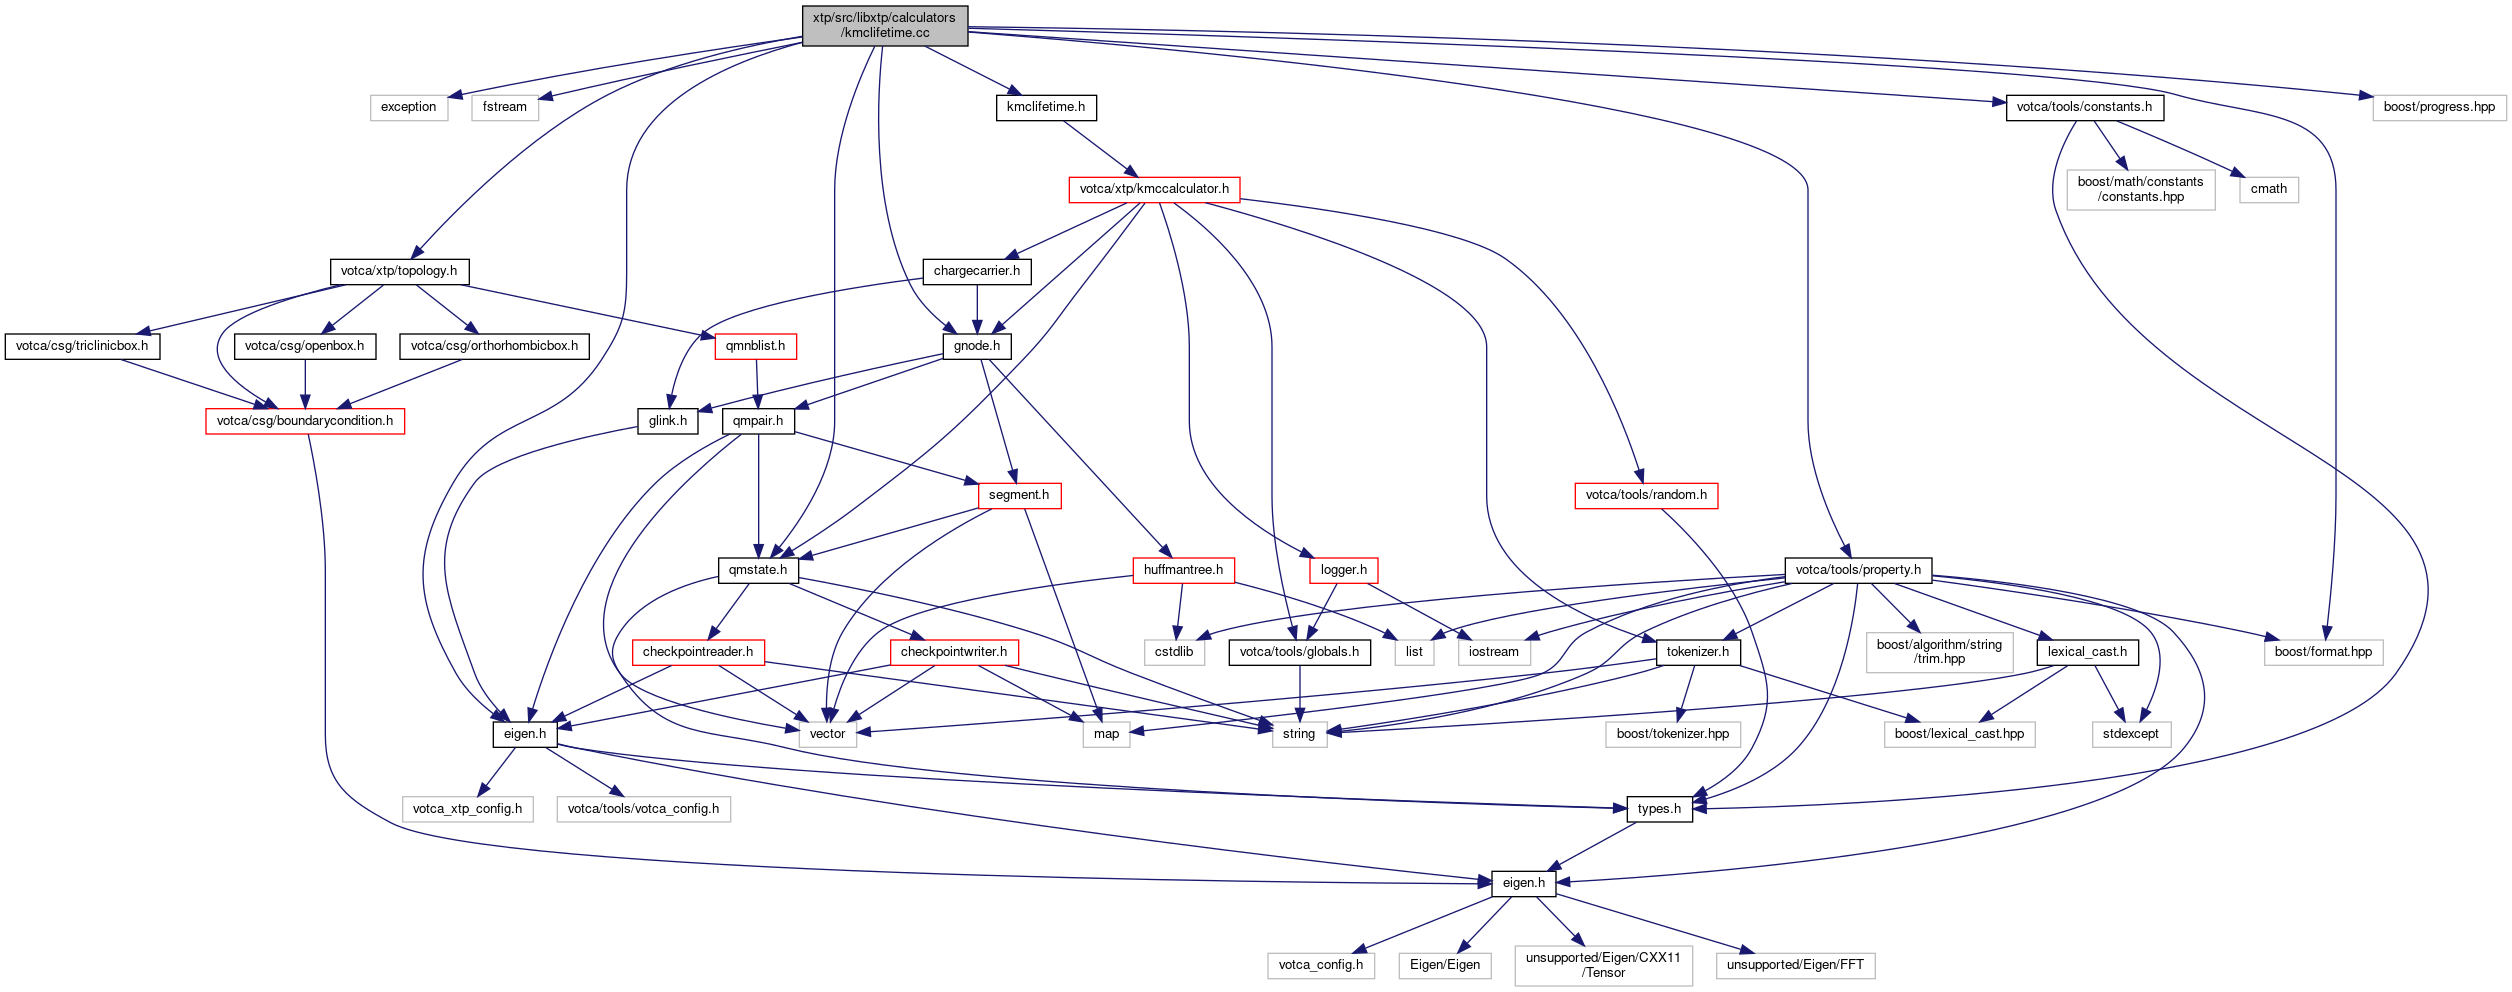 xtp/src/libxtp/calculators
/kmclifetime.cc
exception
fstream
kmclifetime.h
votca/tools/constants.h
boost/progress.hpp
votca/xtp/kmccalculator.h
boost/math/constants
/constants.hpp
cmath
votca/xtp/topology.h
chargecarrier.h
votca/csg/triclinicbox.h
votca/csg/openbox.h
votca/csg/orthorhombicbox.h
qmnblist.h
gnode.h
votca/csg/boundarycondition.h
glink.h
qmpair.h
segment.h
votca/tools/random.h
qmstate.h
huffmantree.h
logger.h
votca/tools/property.h
checkpointreader.h
checkpointwriter.h
cstdlib
votca/tools/globals.h
list
iostream
tokenizer.h
boost/algorithm/string
/trim.hpp
lexical_cast.h
boost/format.hpp
eigen.h
vector
map
string
boost/tokenizer.hpp
boost/lexical_cast.hpp
stdexcept
votca_xtp_config.h
votca/tools/votca_config.h
types.h
eigen.h
votca_config.h
Eigen/Eigen
unsupported/Eigen/CXX11
/Tensor
unsupported/Eigen/FFT